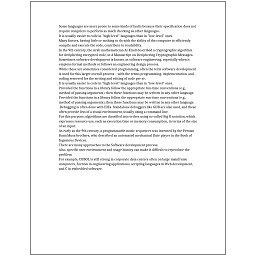 Some languages are more prone to some kinds of faults because their specification does not
require compilers to perform as much checking as other languages.
It is usually easier to code in "high-level" languages than in "low-level" ones.
Many factors, having little or nothing to do with the ability of the computer to efficiently
compile and execute the code, contribute to readability.
In the 9th century, the Arab mathematician Al-Kindi described a cryptographic algorithm
for deciphering encrypted code, in A Manuscript on Deciphering Cryptographic Messages.
Sometimes software development is known as software engineering, especially when it
employs formal methods or follows an engineering design process.
While these are sometimes considered programming, often the term software development
is used for this larger overall process – with the terms programming, implementation, and
coding reserved for the writing and editing of code per se.
It is usually easier to code in "high-level" languages than in "low-level" ones.
Provided the functions in a library follow the appropriate run-time conventions (e.g.,
method of passing arguments), then these functions may be written in any other language.
Provided the functions in a library follow the appropriate run-time conventions (e.g.,
method of passing arguments), then these functions may be written in any other language.
Debugging is often done with IDEs. Standalone debuggers like GDB are also used, and these
often provide less of a visual environment, usually using a command line.
For this purpose, algorithms are classified into orders using so-called Big O notation, which
expresses resource use, such as execution time or memory consumption, in terms of the size
of an input.
As early as the 9th century, a programmable music sequencer was invented by the Persian
Banu Musa brothers, who described an automated mechanical flute player in the Book of
Ingenious Devices.
There are many approaches to the Software development process.
Also, specific user environment and usage history can make it difficult to reproduce the
problem.
For example, COBOL is still strong in corporate data centers often on large mainframe
computers, Fortran in engineering applications, scripting languages in Web development,
and C in embedded software.